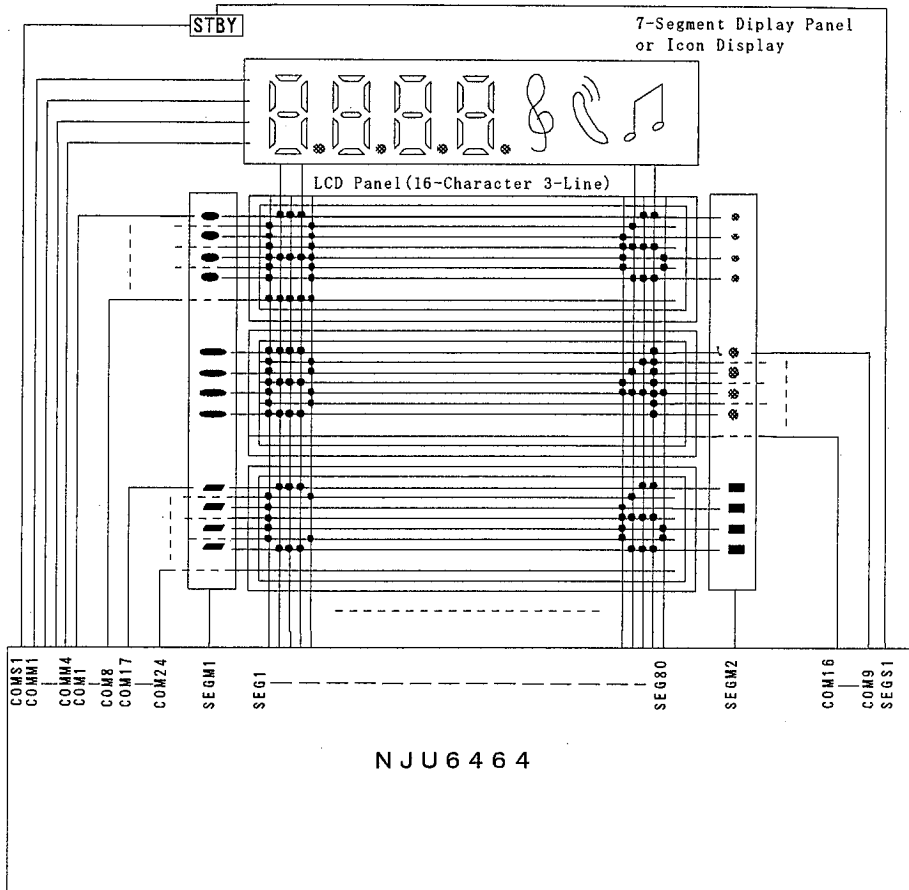 STBY
7-Segment Diplay Panel
or Icon Display
LCD Panel(16-Character 3-Line)
COMS1
COMM1
COMM4
COM1
COM8
COM17
COM24
SEGM1
SEG1
SEG80
SEGM2
COM16
COM9
SEGS1
NJU6464